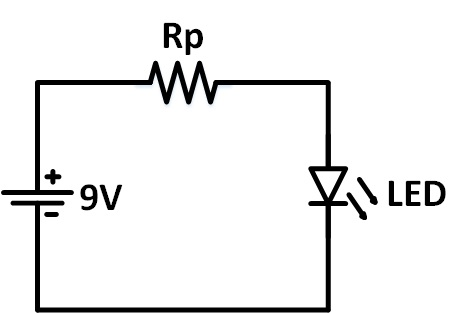 Rp
+
9V
-
LED